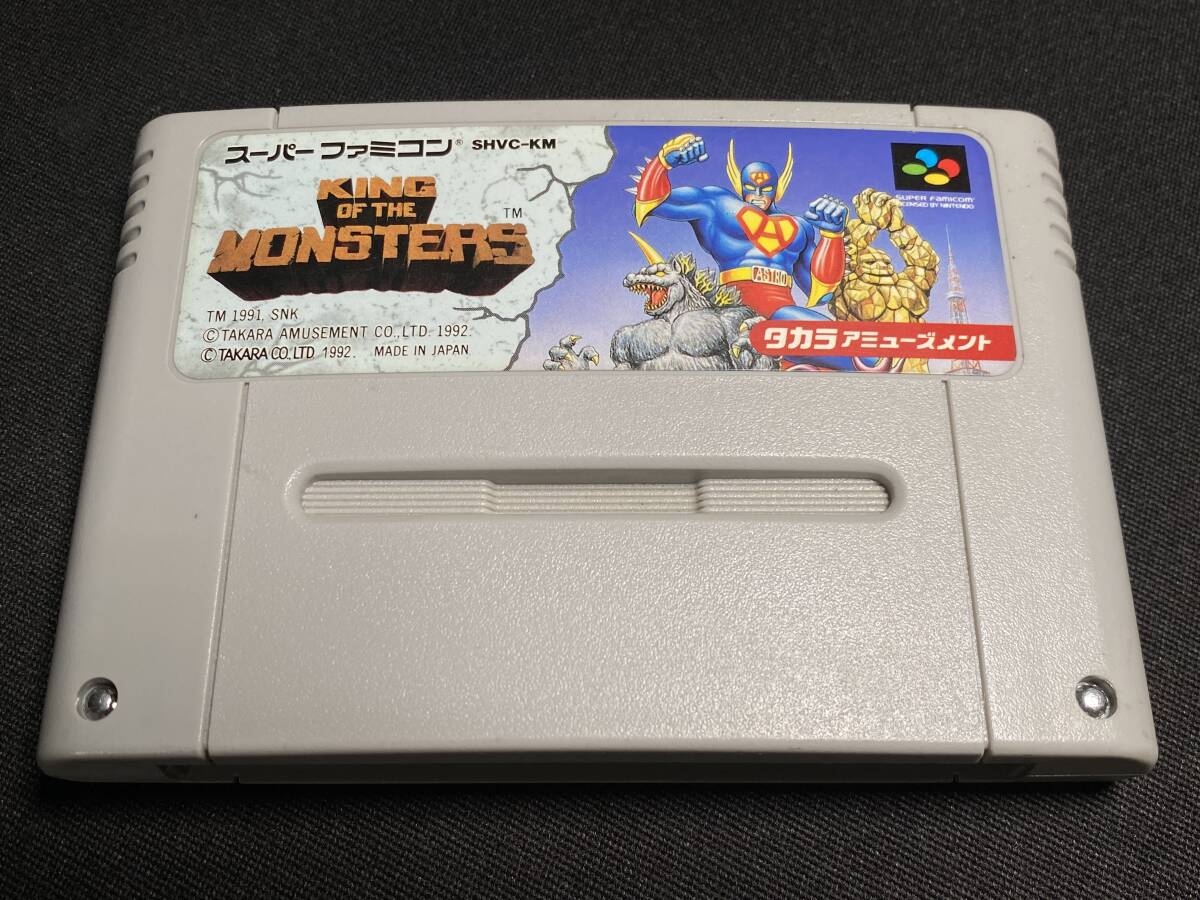 スーパーファミコン® SHVC-KM
KING
OF THE
MONSTERS™
TM 1991, SNK
©TAKARA AMUSEMENT CO., LTD. 1992.
©TAKARA CO., LTD. 1992. MADE IN JAPAN
A
A
ASTRO
SUPER FAMICOM
LICENSED BY NINTENDO
タカラ アミューズメント